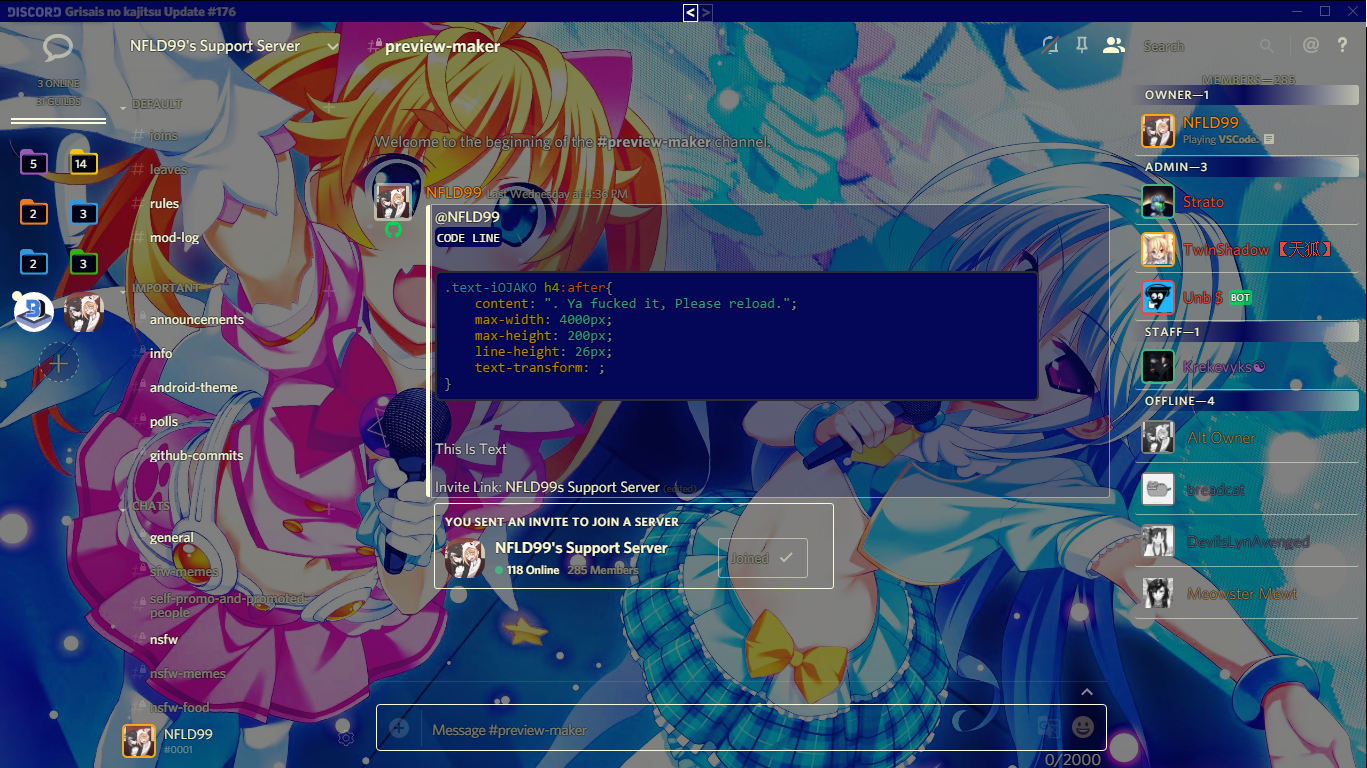 DISCORD Grisais no kajitsu Update #176
< >
NFLD99's Support Server
#preview-maker
Search
@ ?
3 ONLINE
31 GUILDS
5
14
2
3
2
3
DEFAULT
# joins
# leaves
# rules
# mod-log
IMPORTANT
# announcements
# info
# android-theme
# polls
# github-commits
CHATS
# general
# sfw-memes
# self-promo-and-promoted-
people
# nsfw
# nsfw-memes
# nsfw-food
NFLD99
#0001
Welcome to the beginning of the #preview-maker channel.
NFLD99 Last Wednesday at 4:36 PM
@NFLD99
CODE LINE
.text-iOJAKO h4:after{
content: ". Ya fucked it, Please reload.";
max-width: 4000px;
max-height: 200px;
line-height: 26px;
text-transform: ;
}
This Is Text
Invite Link: NFLD99s Support Server (edited)
YOU SENT AN INVITE TO JOIN A SERVER
NFLD99's Support Server
118 Online 285 Members
Joined
Message #preview-maker
0/2000
MEMBERS—285
OWNER—1
NFLD99
Playing VSCode.
ADMIN—3
Strato
TwinShadow 【天狐】
Unb $ BOT
STAFF—1
Krekevyks☯
OFFLINE—4
Alt Owner
breadcat
DevilsLynAvenged
Meowster Mewt